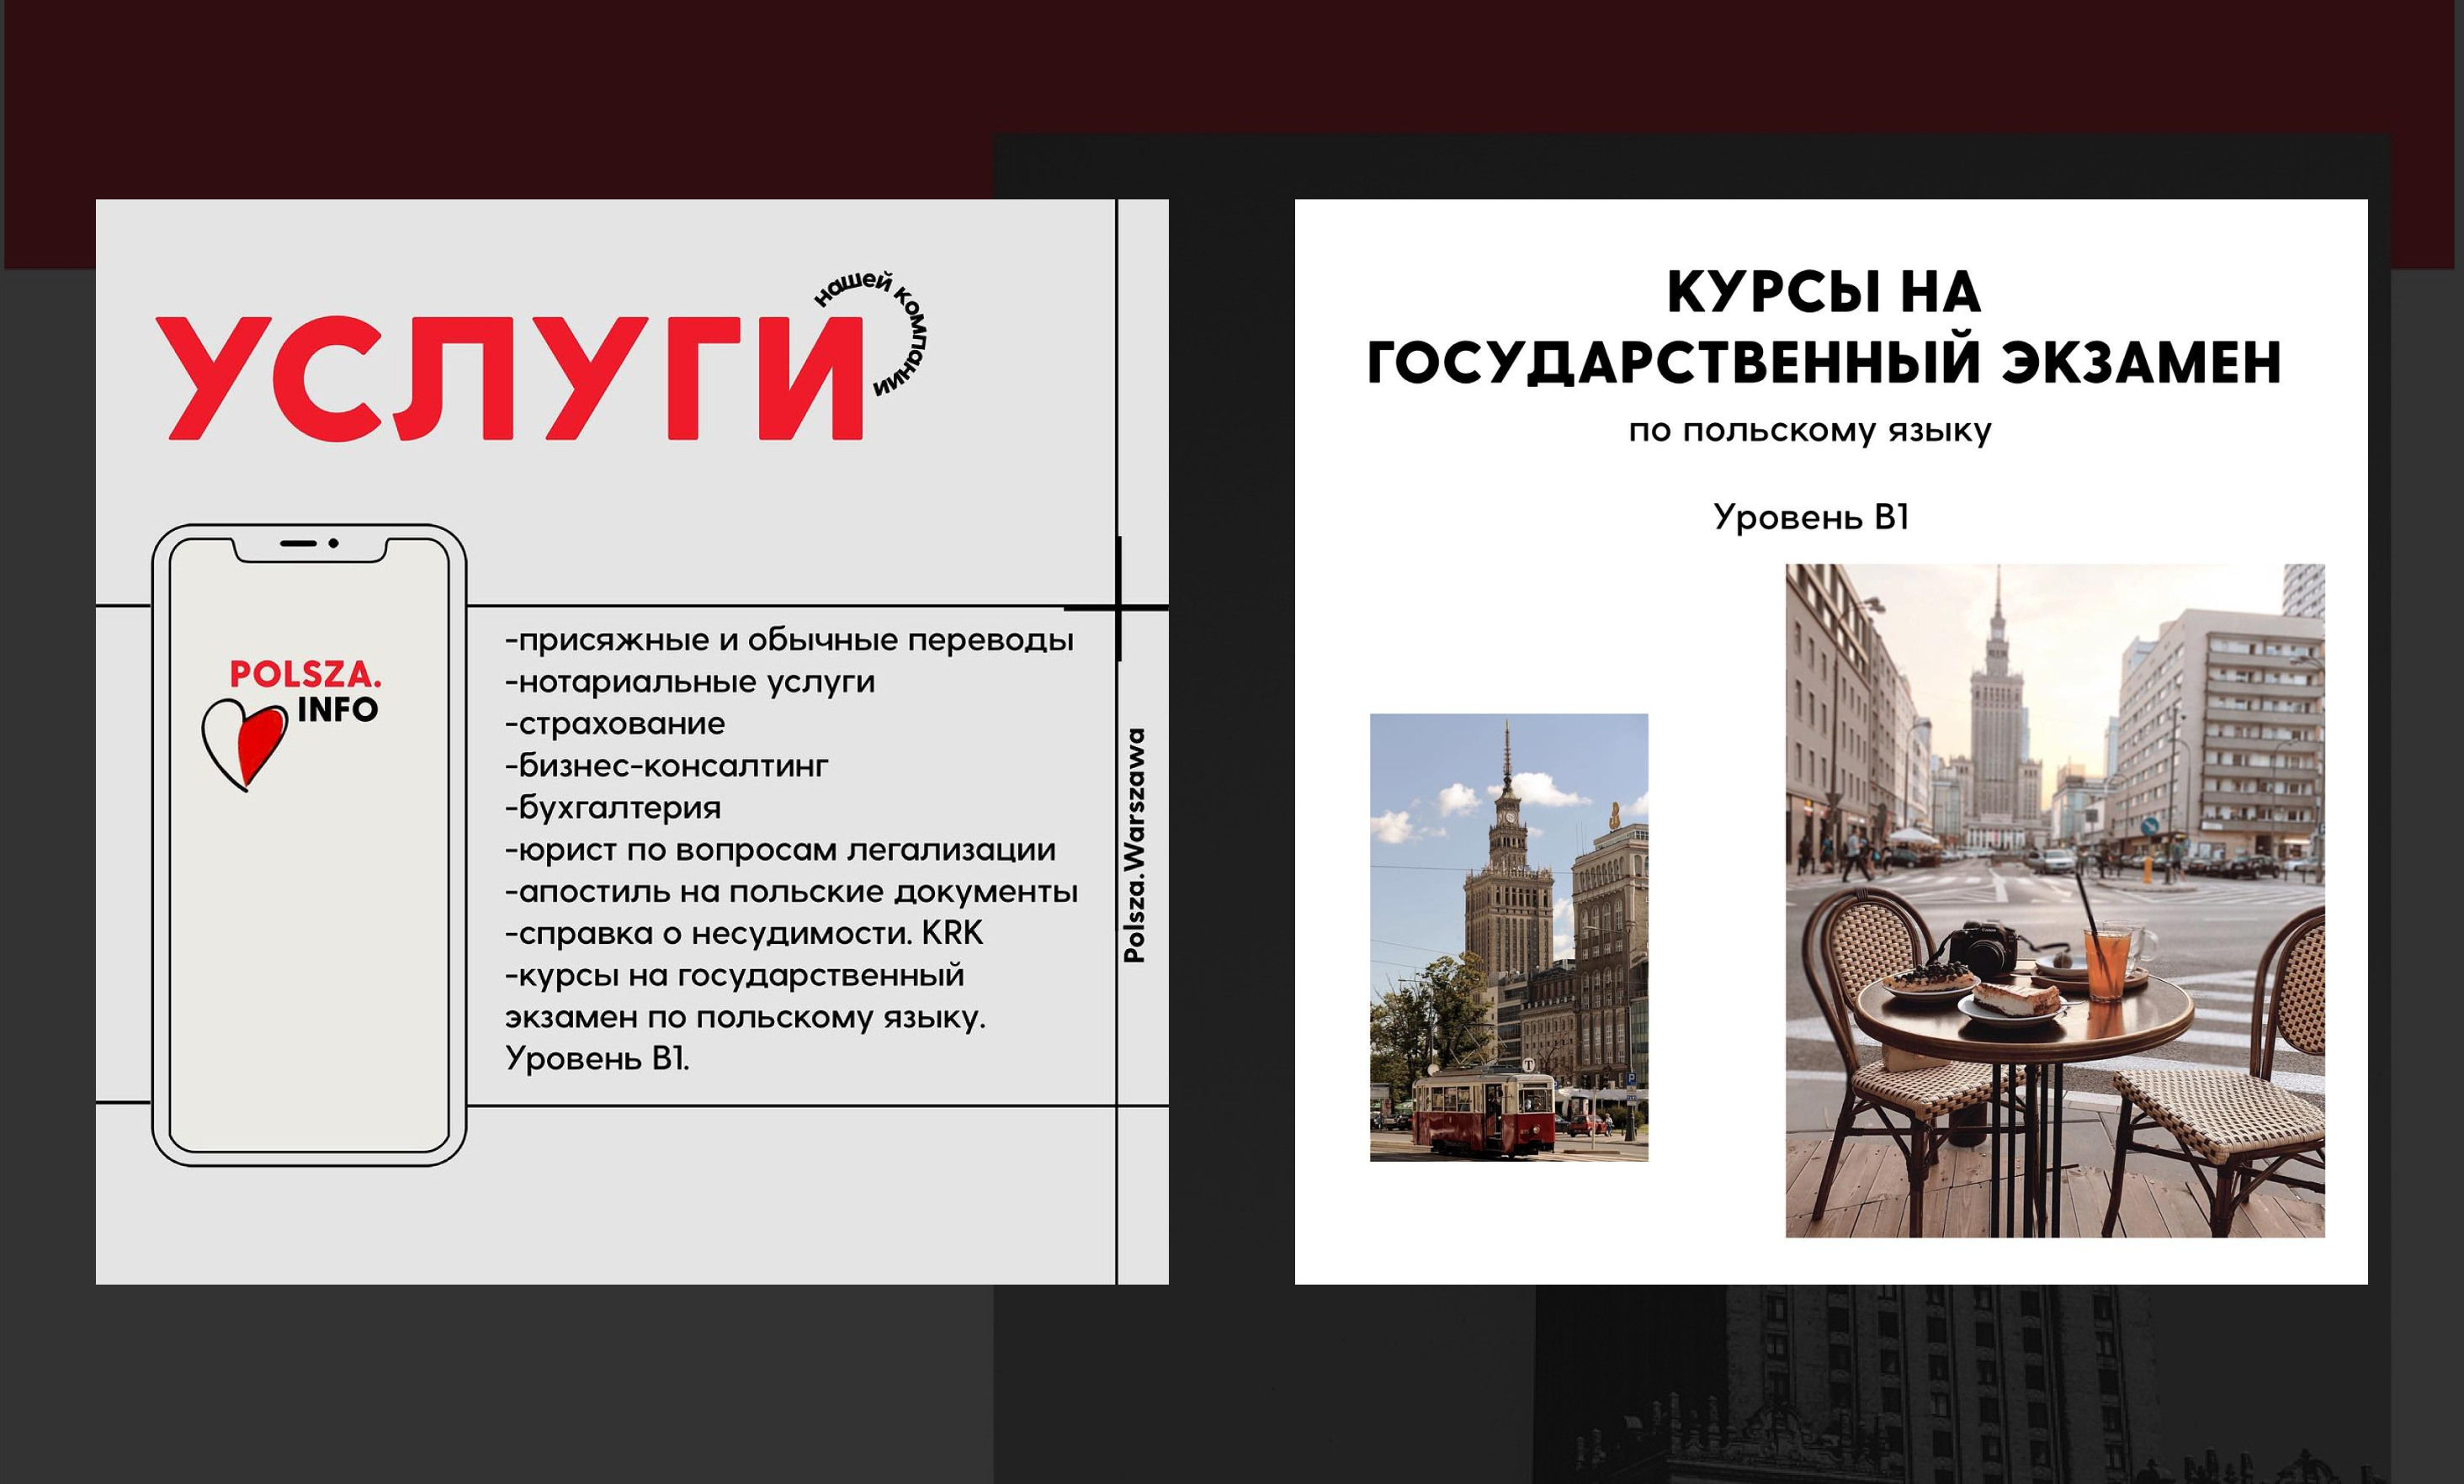 УСЛУГИ
нашей компании
POLSZA.
INFO
-присяжные и обычные переводы
-нотариальные услуги
-страхование
-бизнес-консалтинг
-бухгалтерия
-юрист по вопросам легализации
-апостиль на польские документы
-справка о несудимости. KRK
-курсы на государственный
экзамен по польскому языку.
Уровень B1.
Polsza.Warszawa
КУРСЫ НА
ГОСУДАРСТВЕННЫЙ ЭКЗАМЕН
по польскому языку
Уровень B1
Canon
T